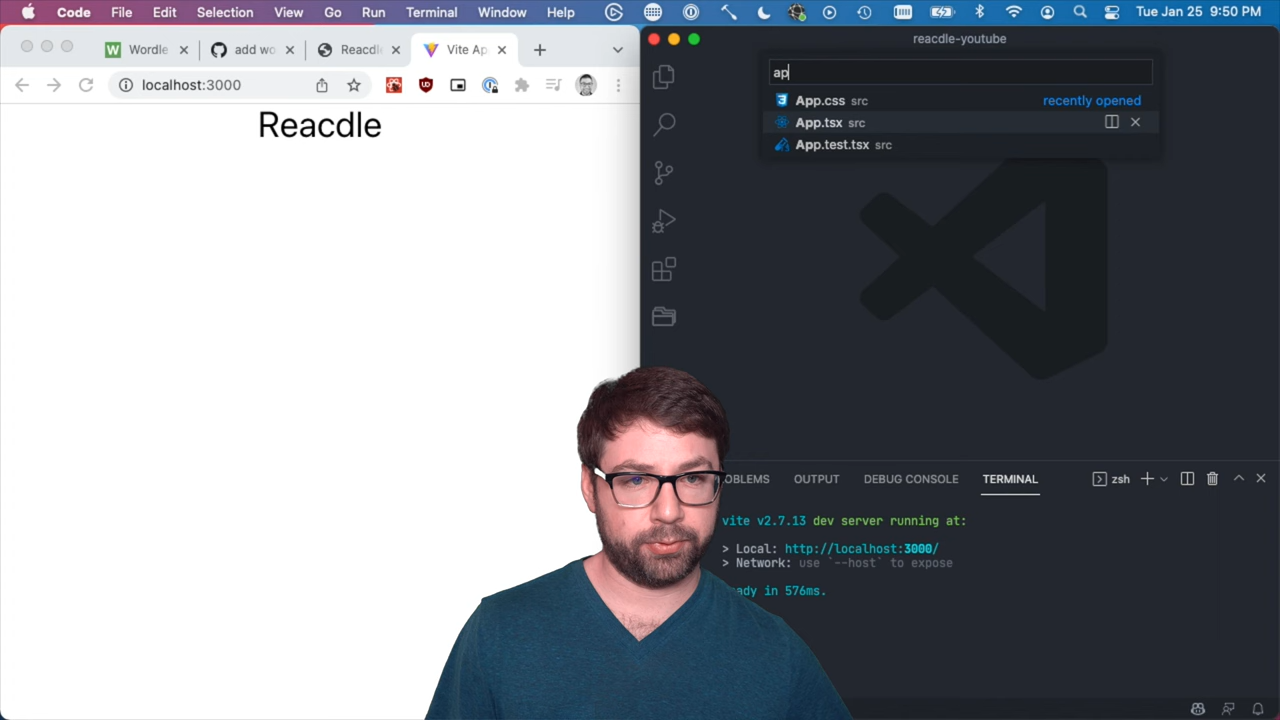 Code File Edit Selection View Go Run Terminal Window Help Tue Jan 25 9:50 PM
Wordle add wo Reacdle Vite Ap
localhost:3000
Reacdle
reacdle-youtube
ap
App.css src recently opened
App.tsx src
App.test.tsx src
OBLEMS OUTPUT DEBUG CONSOLE TERMINAL zsh
vite v2.7.13 dev server running at:
> Local: http://localhost:3000/
> Network: use `--host` to expose
ady in 576ms.